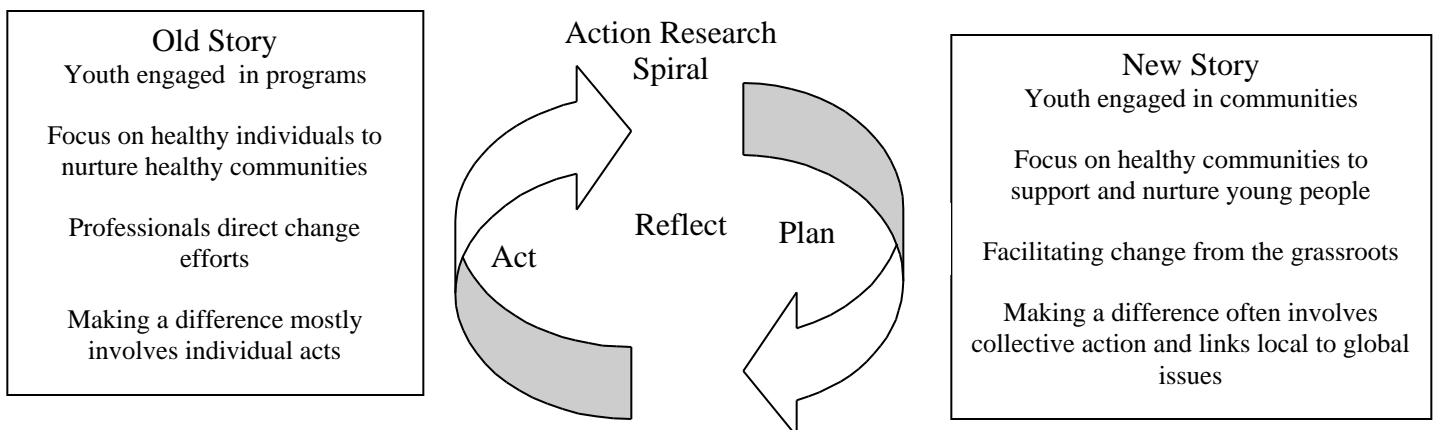 Old Story
Youth engaged  in programs
Focus on healthy individuals to
nurture healthy communities
Professionals direct change
efforts
Making a difference mostly
involves individual acts
Action Research
Spiral
Act
Reflect
Plan
New Story
Youth engaged in communities
Focus on healthy communities to
support and nurture young people
Facilitating change from the grassroots
Making a difference often involves
collective action and links local to global
issues